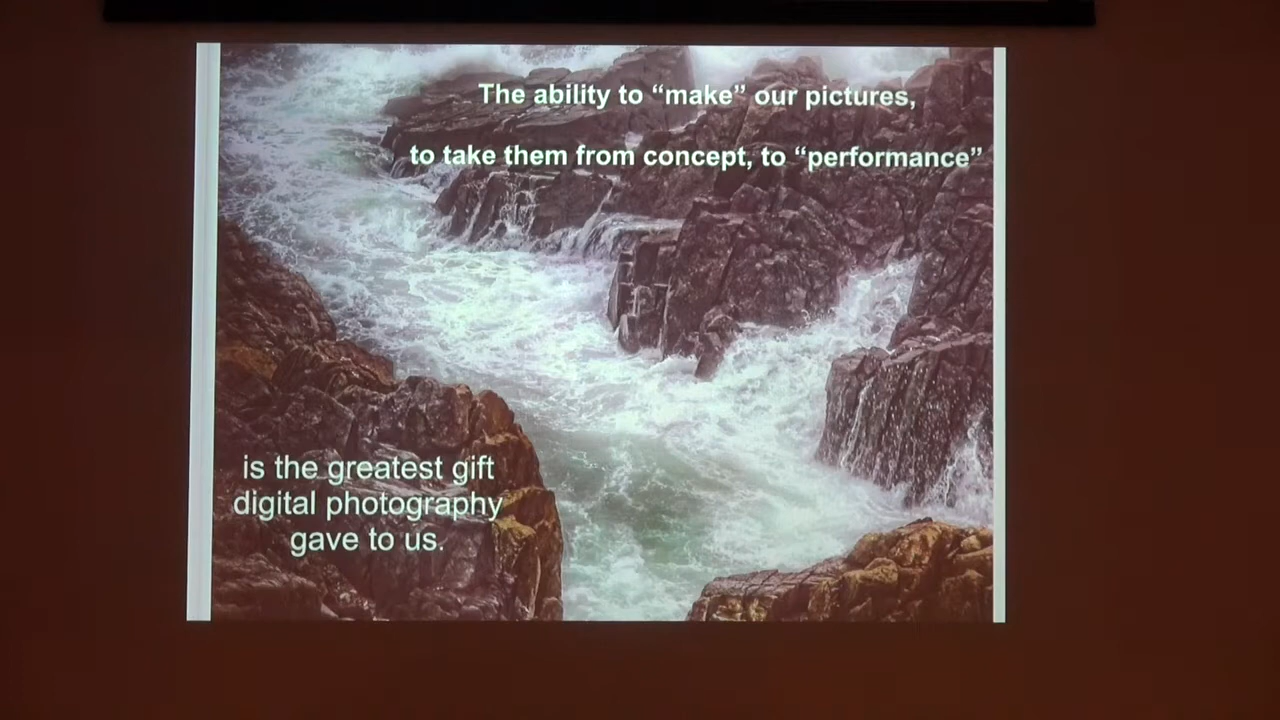 The ability to “make” our pictures,
to take them from concept, to “performance”
is the greatest gift
digital photography
gave to us.